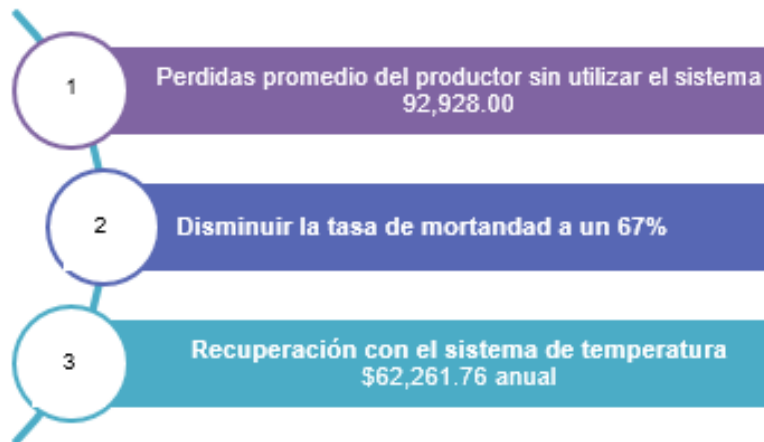 1
Perdidas promedio del productor sin utilizar el sistema
92,928.00
2
Disminuir la tasa de mortandad a un 67%
3
Recuperación con el sistema de temperatura
$62,261.76 anual